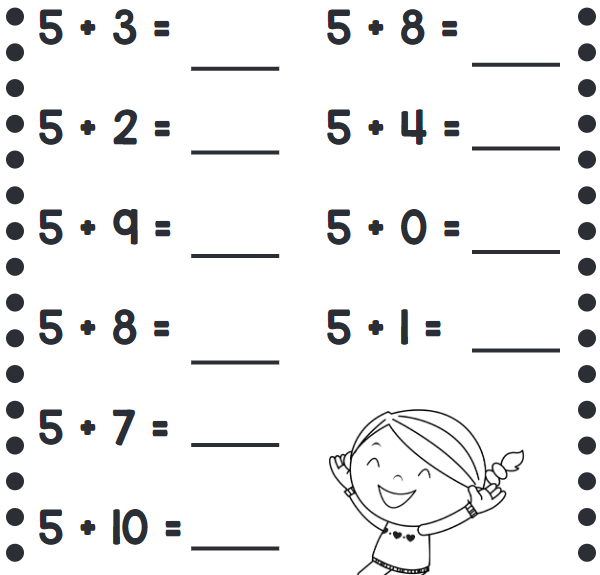 5 + 3 = ____
5 + 2 = ____
5 + 9 = ____
5 + 8 = ____
5 + 7 = ____
5 + 10 = ____
5 + 8 = ____
5 + 4 = ____
5 + 0 = ____
5 + 1 = ____